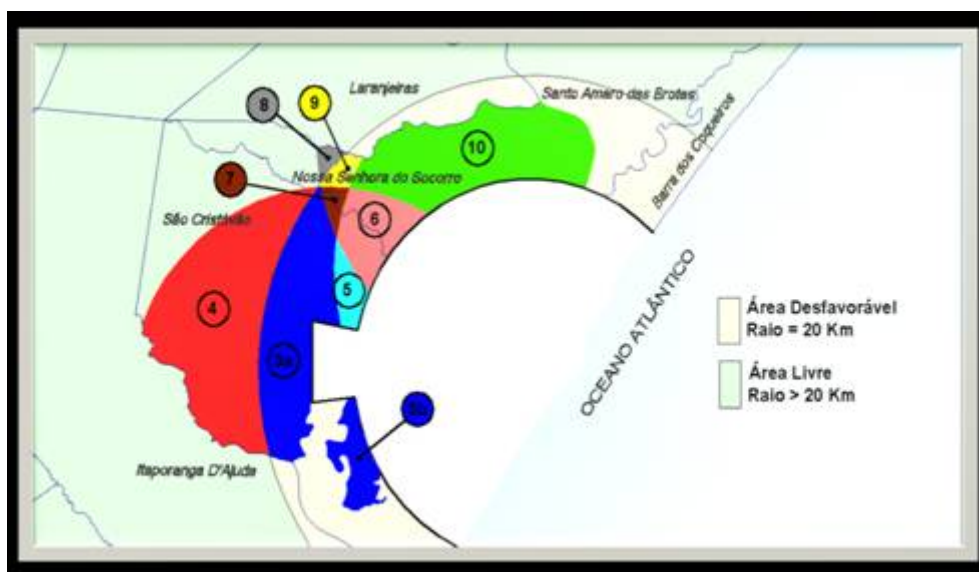 Laranjeiras
Santo Amaro das Brotas
8
9
10
Barra dos Coqueiros
7
Nossa Senhora do Socorro
São Cristóvão
6
5
4
3a
OCEANO ATLÂNTICO
Área Desfavorável
Raio = 20 Km
Área Livre
Raio > 20 Km
Itaporanga D'Ajuda